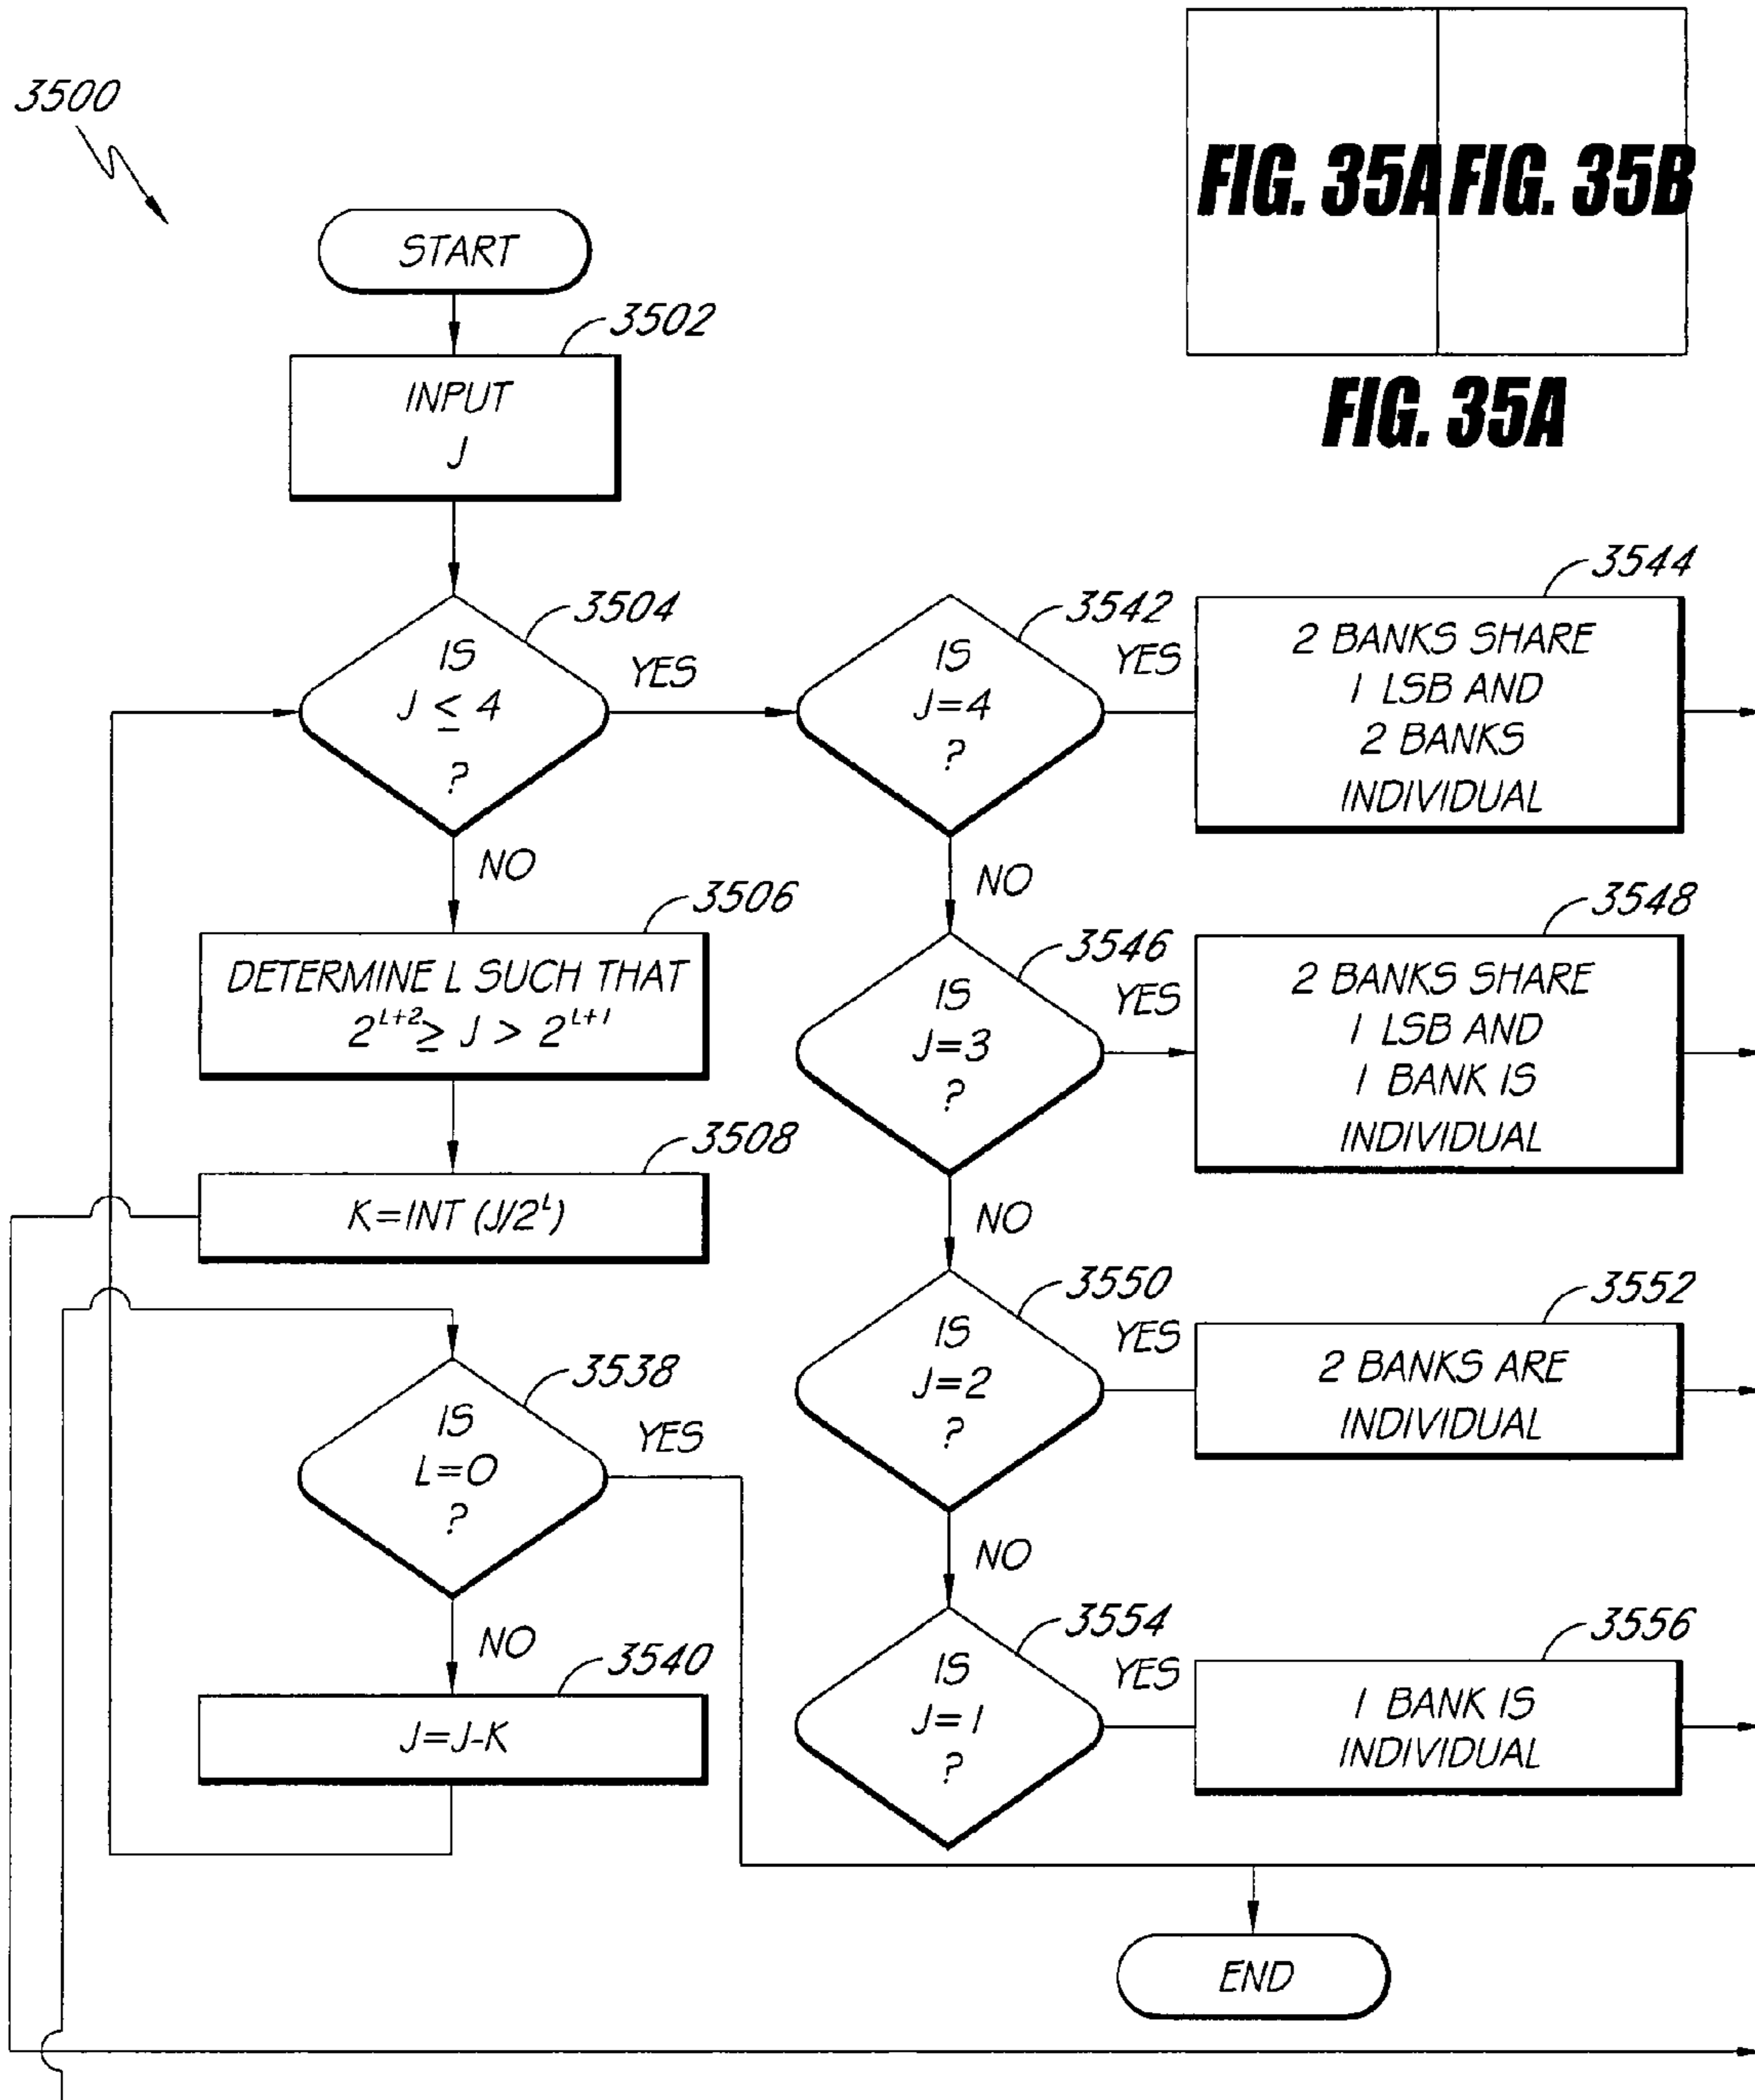 3500
FIG. 35A FIG. 35B
FIG. 35A
START
3502
INPUT
J
3504
IS
J ≤ 4
?
YES
NO
3542
IS
J=4
?
YES
NO
3544
2 BANKS SHARE
1 LSB AND
2 BANKS
INDIVIDUAL
3506
DETERMINE L SUCH THAT
2^{L+2} ≥ J > 2^{L+1}
3546
IS
J=3
?
YES
NO
3548
2 BANKS SHARE
1 LSB AND
1 BANK IS
INDIVIDUAL
3508
K=INT (J/2^L)
3550
IS
J=2
?
YES
NO
3552
2 BANKS ARE
INDIVIDUAL
3538
IS
L=0
?
YES
NO
3554
IS
J=1
?
YES
3556
1 BANK IS
INDIVIDUAL
3540
J=J-K
END